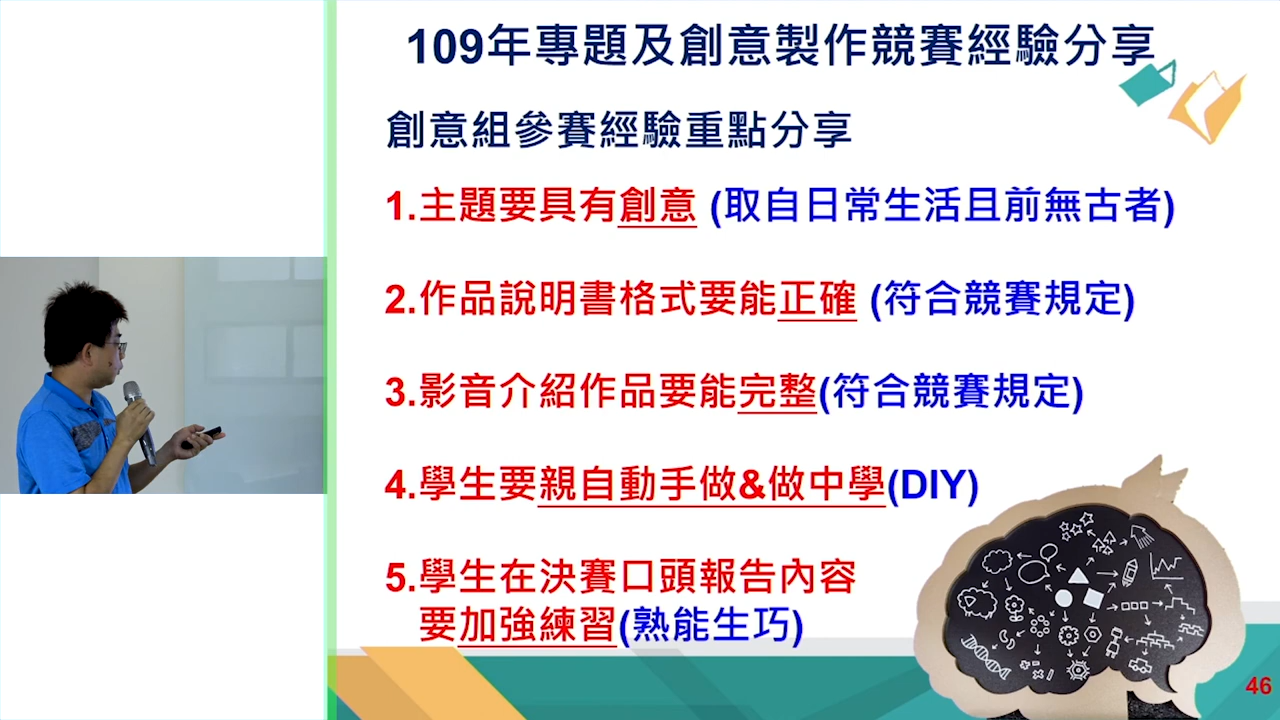 109年專題及創意製作競賽經驗分享
創意組參賽經驗重點分享
1.主題要具有創意 (取自日常生活且前無古者)
2.作品說明書格式要能正確 (符合競賽規定)
3.影音介紹作品要能完整(符合競賽規定)
4.學生要親自動手做&做中學(DIY)
5.學生在決賽口頭報告內容
要加強練習(熟能生巧)
46